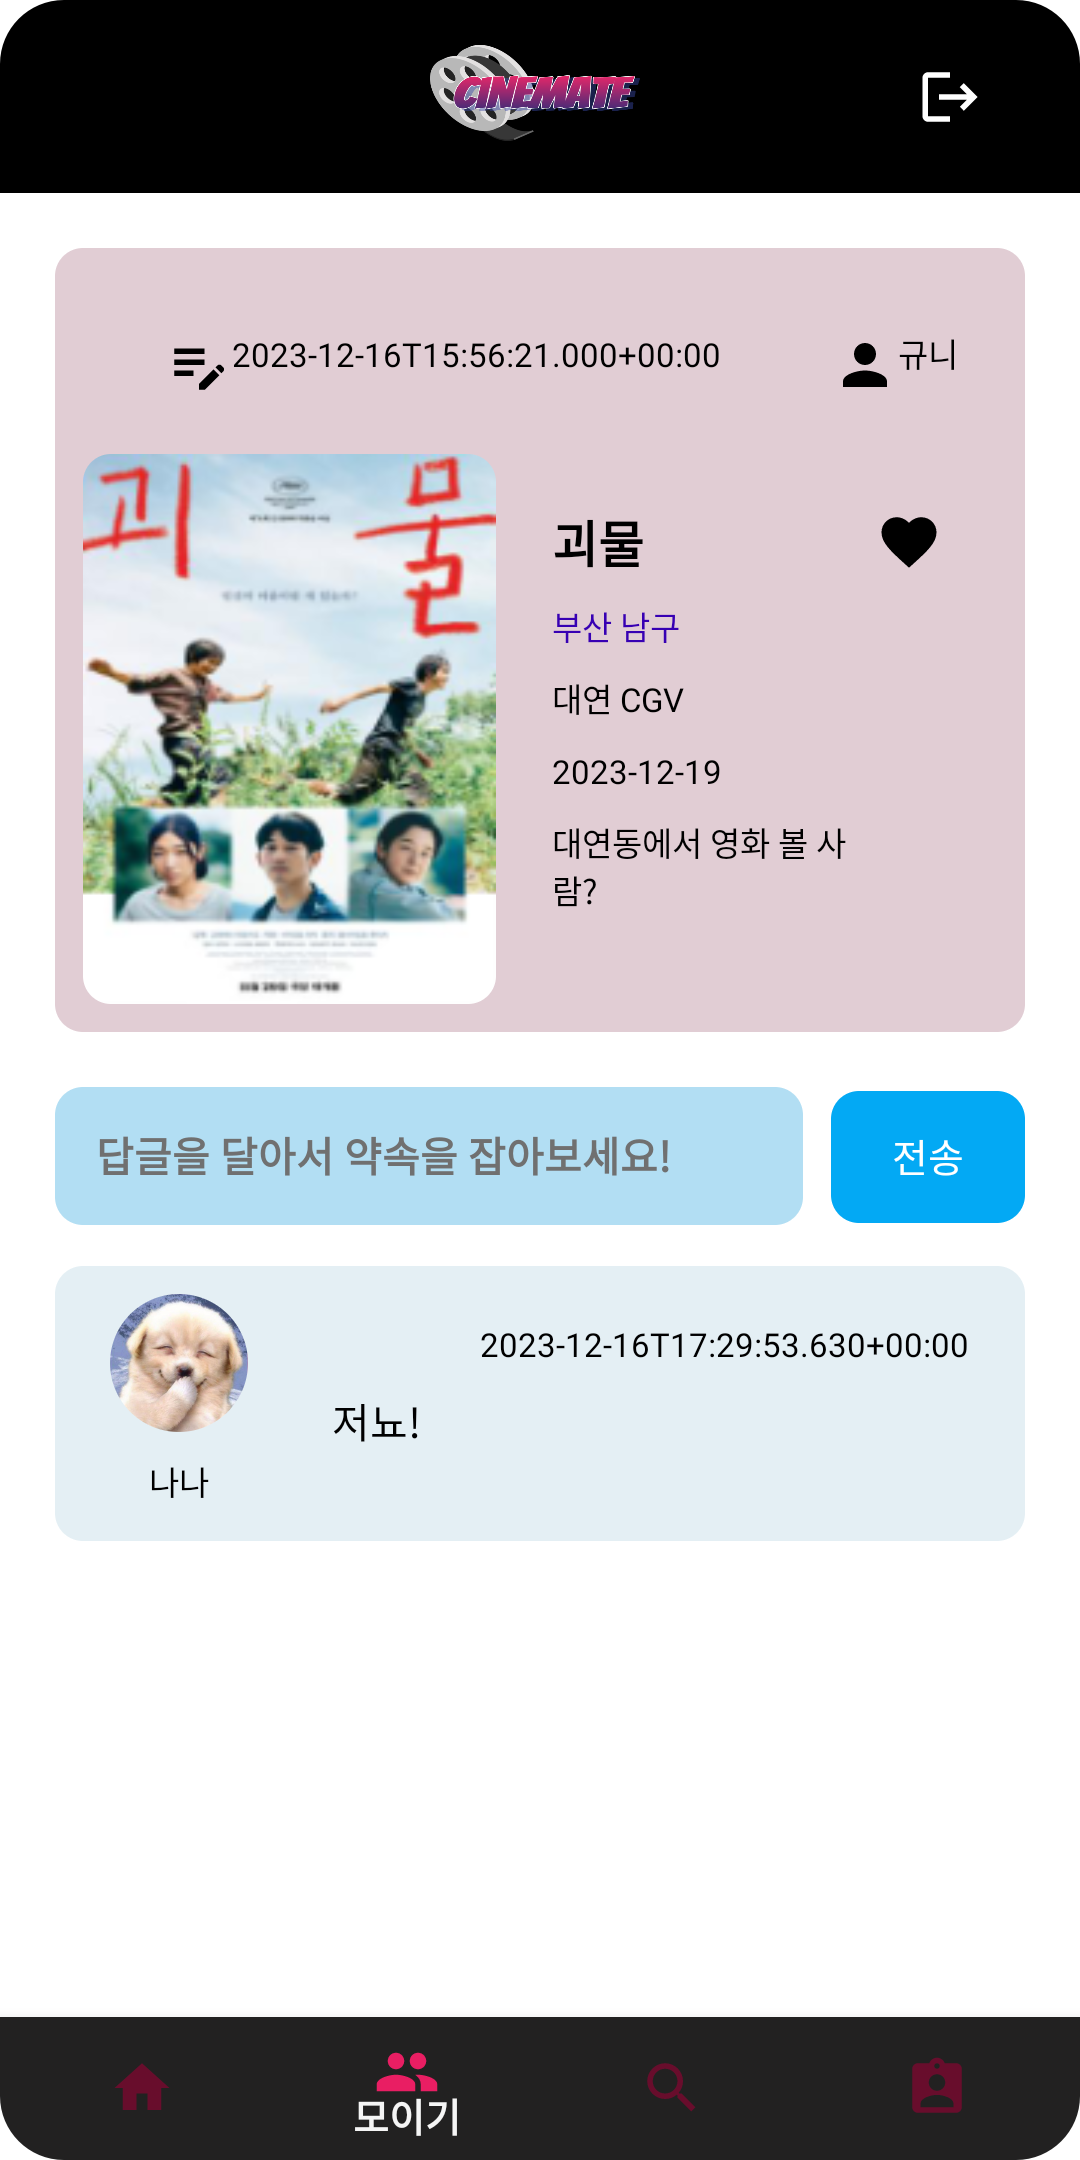 CINEMATE
2023-12-16T15:56:21.000+00:00
규니
괴물
괴물
부산 남구
대연 CGV
2023-12-19
대연동에서 영화 볼 사
람?
답글을 달아서 약속을 잡아보세요!
전송
2023-12-16T17:29:53.630+00:00
저뇨!
나나
모이기